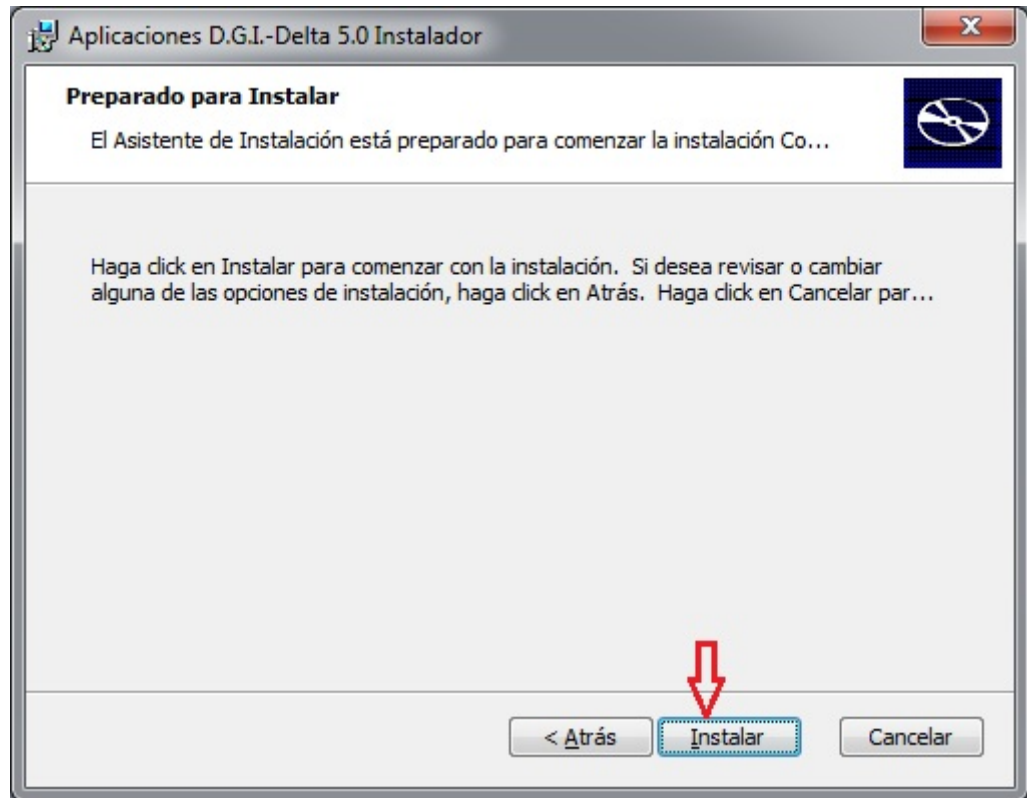 Aplicaciones D.G.I.-Delta 5.0 Instalador
Preparado para Instalar
El Asistente de Instalación está preparado para comenzar la instalación Co...
Haga click en Instalar para comenzar con la instalación.  Si desea revisar o cambiar
alguna de las opciones de instalación, haga click en Atrás.  Haga click en Cancelar par...
< Atrás
Instalar
Cancelar